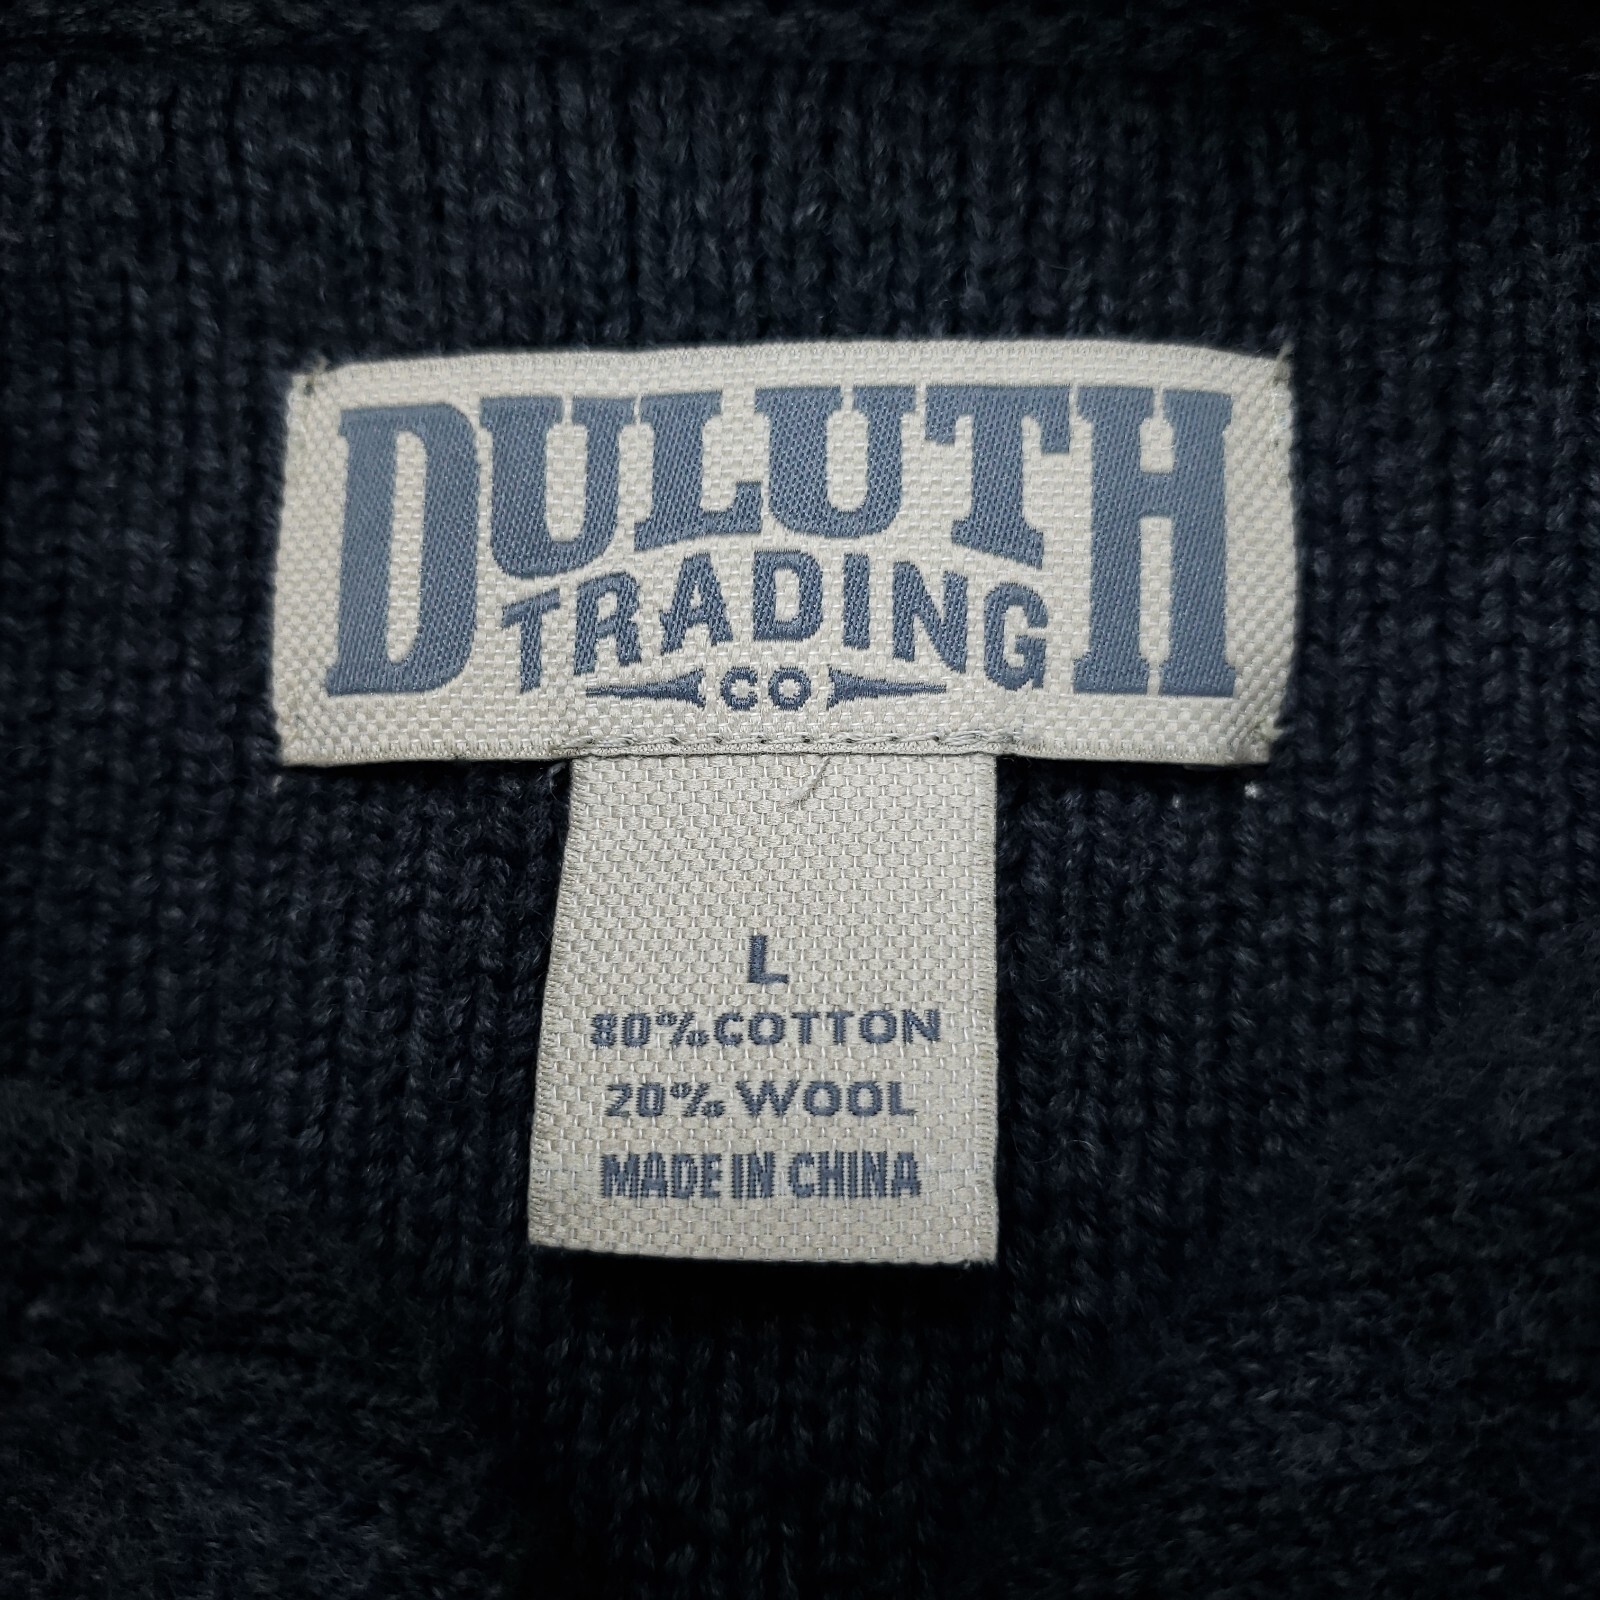 DULUTH
TRADING
CO
L
80% COTTON
20% WOOL
MADE IN CHINA